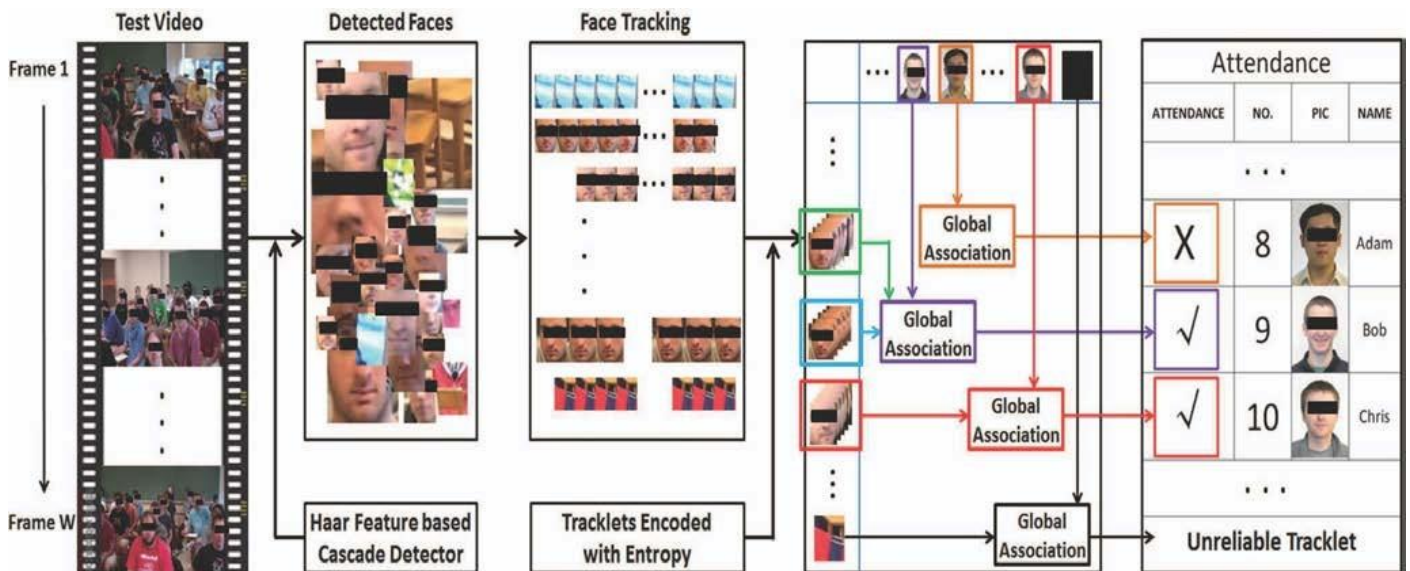 Test Video
Detected Faces
Face Tracking
Frame 1
Frame W
Haar Feature based
Cascade Detector
Tracklets Encoded
with Entropy
Global
Association
Global
Association
Global
Association
Global
Association
Attendance
ATTENDANCE NO. PIC NAME
X 8 Adam
√ 9 Bob
√ 10 Chris
Unreliable Tracklet